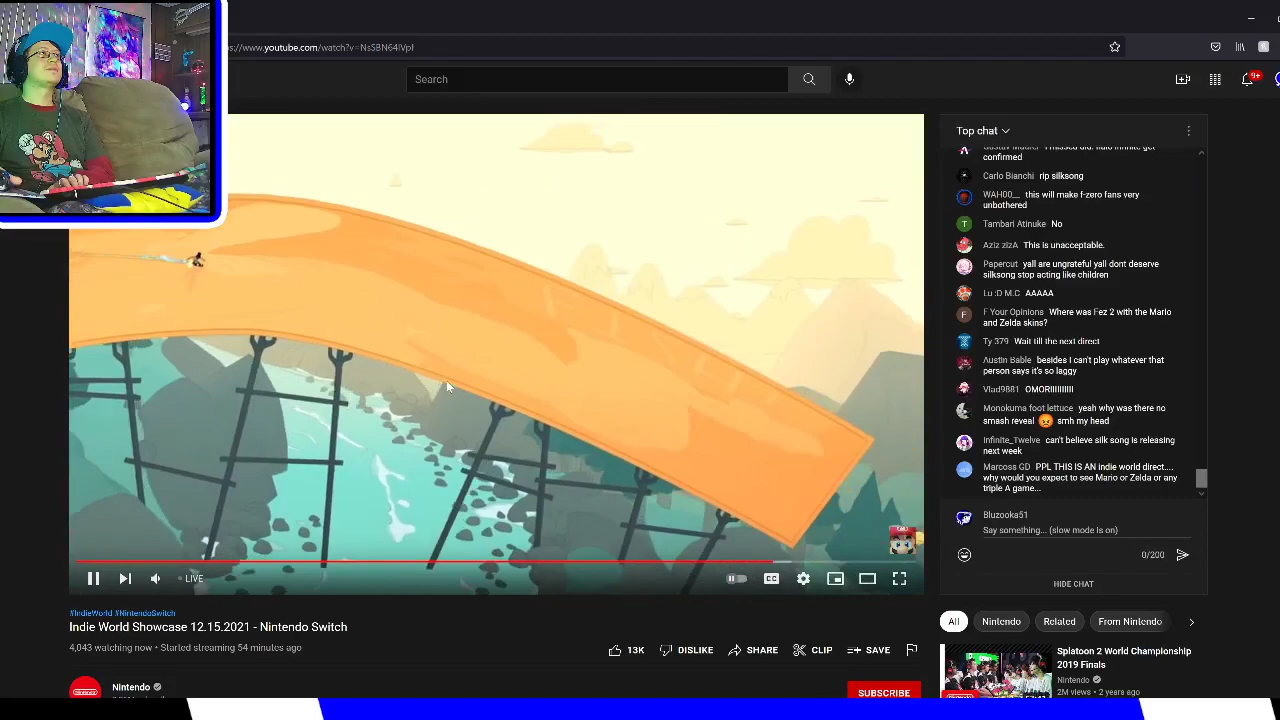 https://www.youtube.com/watch?v=NsSBN64lVpI
Search
9+
Top chat
confirmed
Carlo Bianchi rip silksong
WAH00__ this will make f-zero fans very
unbothered
Tambari Atinuke No
Aziz zizA This is unacceptable.
Papercut yall are ungrateful yall dont deserve
silksong stop acting like children
Lu :D M.C AAAAA
F Your Opinions Where was Fez 2 with the Mario
and Zelda skins?
Ty 379 Wait till the next direct
Austin Bable besides I can't play whatever that
person says it's so laggy
Vlad9881 OMORI!!!!!!!!!
Monokuma foot lettuce yeah why was there no
smash reveal smh my head
Infinite_Twelve can't believe silk song is releasing
next week
Marcoss GD PPL THIS IS AN indie world direct....
why would you expect to see Mario or Zelda or any
triple A game...
Bluzooka51
Say something... (slow mode is on)
0/200
HIDE CHAT
LIVE
CC
#IndieWorld #NintendoSwitch
Indie World Showcase 12.15.2021 - Nintendo Switch
4,043 watching now • Started streaming 54 minutes ago
13K
DISLIKE
SHARE
CLIP
SAVE
Nintendo
SUBSCRIBE
All
Nintendo
Related
From Nintendo
Splatoon 2 World Championship
2019 Finals
Nintendo
2M views • 2 years ago